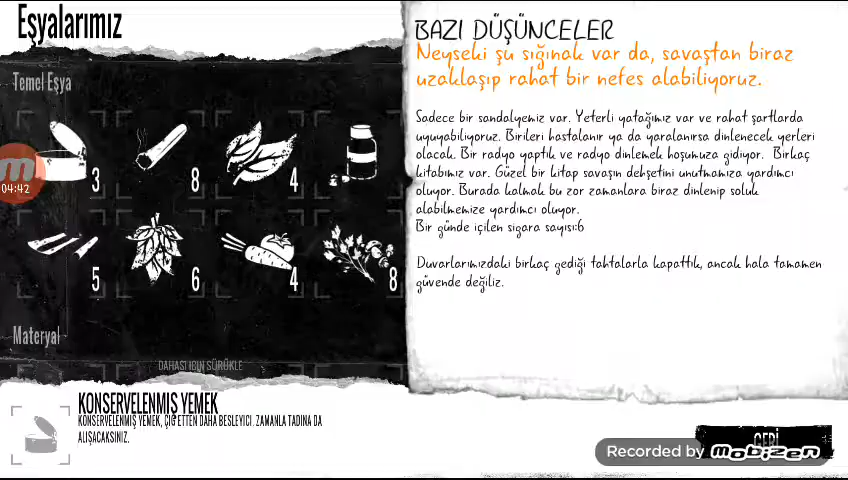 Eşyalarımız
Temel Eşya
3
8
4
04:42
5
6
4
8
Materyal
DAHASI İÇİN SÜRÜKLE
KONSERVELENMİŞ YEMEK
KONSERVELENMİŞ YEMEK, ÇİĞ ETTEN DAHA BESLEYİCİ. ZAMANLA TADINA DA
ALIŞACAKSINIZ.
BAZI DÜŞÜNCELER
Neyseki şu sığınak var da, savaştan biraz
uzaklaşıp rahat bir nefes alabiliyoruz.
Sadece bir sandalyemiz var. Yeterli yatağımız var ve rahat şartlarda
uyuyabiliyoruz. Birileri hastalanır ya da yaralanırsa dinlenecek yerleri
olacak. Bir radyo yaptık ve radyo dinlemek hoşumuza gidiyor. Birkaç
kitabımız var. Güzel bir kitap savaşın dehşetini unutmamıza yardımcı
oluyor. Burada kalmak bu zor zamanlara biraz dinlenip soluk
alabilmemize yardımcı oluyor.
Bir günde içilen sigara sayısı:6
Duvarlarımızdaki birkaç gediği tahtalarla kapattık, ancak hala tamamen
güvende değiliz.
GERİ
Recorded by mobizen